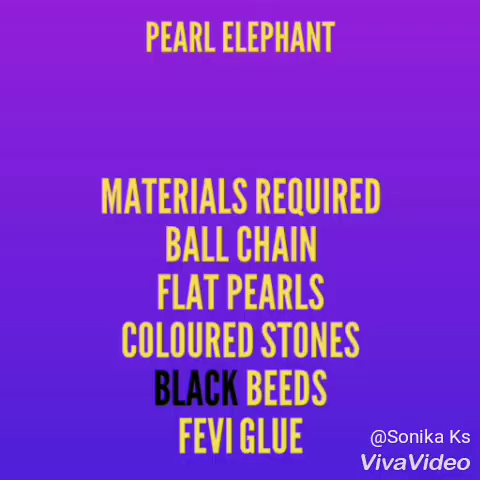 PEARL ELEPHANT
MATERIALS REQUIRED
BALL CHAIN
FLAT PEARLS
COLOURED STONES
BLACK BEEDS
FEVI GLUE
@Sonika Ks
VivaVideo